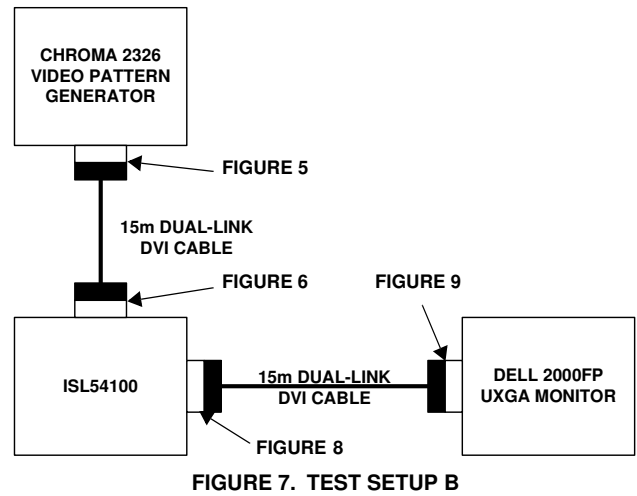 CHROMA 2326
VIDEO PATTERN
GENERATOR
FIGURE 5
15m DUAL-LINK
DVI CABLE
FIGURE 6
FIGURE 9
ISL54100
15m DUAL-LINK
DVI CABLE
DELL 2000FP
UXGA MONITOR
FIGURE 8
FIGURE 7. TEST SETUP B